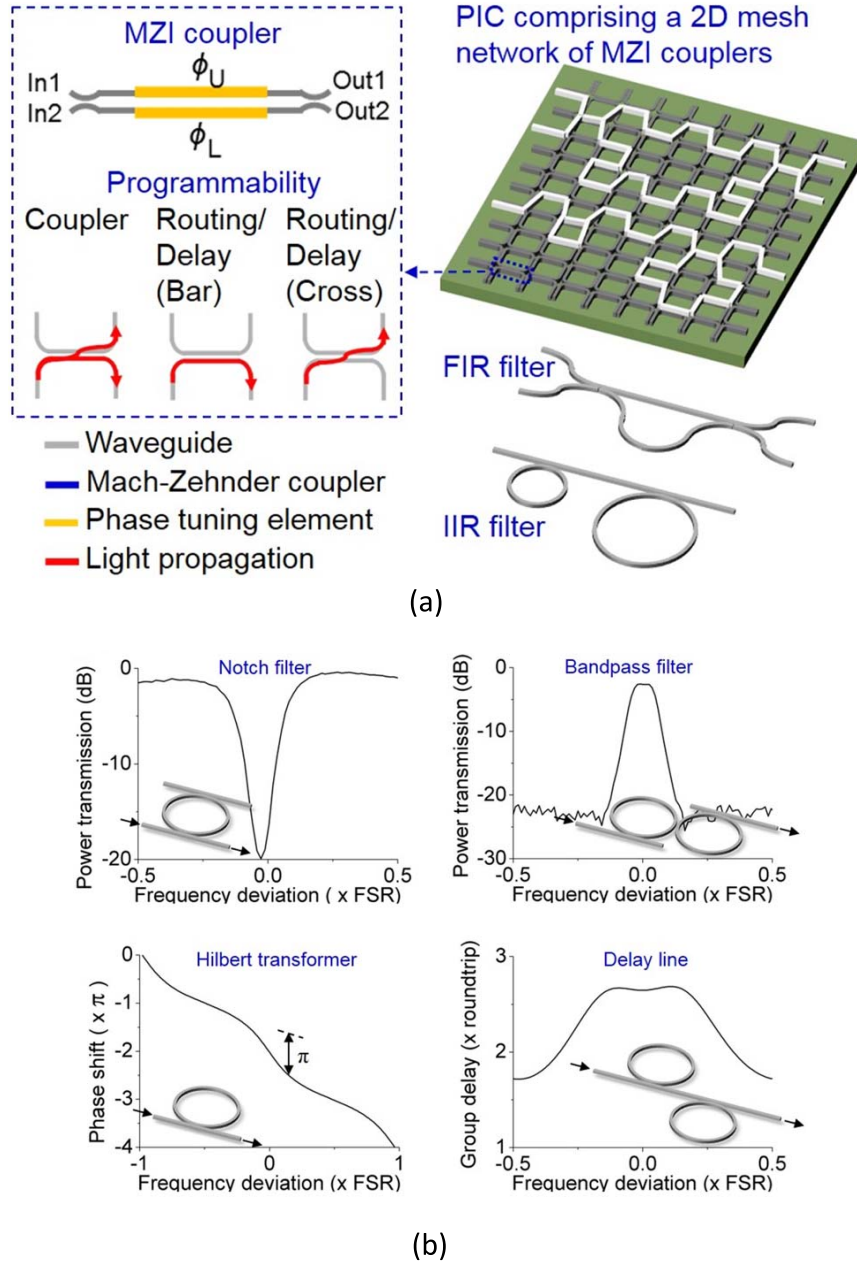 MZI coupler
ϕU
In1
Out1
In2
Out2
ϕL
Programmability
Coupler
Routing/
Delay
(Bar)
Routing/
Delay
(Cross)
Waveguide
Mach-Zehnder coupler
Phase tuning element
Light propagation
PIC comprising a 2D mesh
network of MZI couplers
FIR filter
IIR filter
(a)
Notch filter
Power transmission (dB)
0
-10
-20
-0.5
0.0
0.5
Frequency deviation ( x FSR)
Bandpass filter
Power transmission (dB)
0
-10
-20
-30
-0.5
0.0
0.5
Frequency deviation (x FSR)
Hilbert transformer
Phase shift ( x π)
0
-1
-2
-3
-4
π
-1
0
1
Frequency deviation (x FSR)
Delay line
Group delay (x roundtrip)
3
2
1
-0.5
0.0
0.5
Frequency deviation (x FSR)
(b)